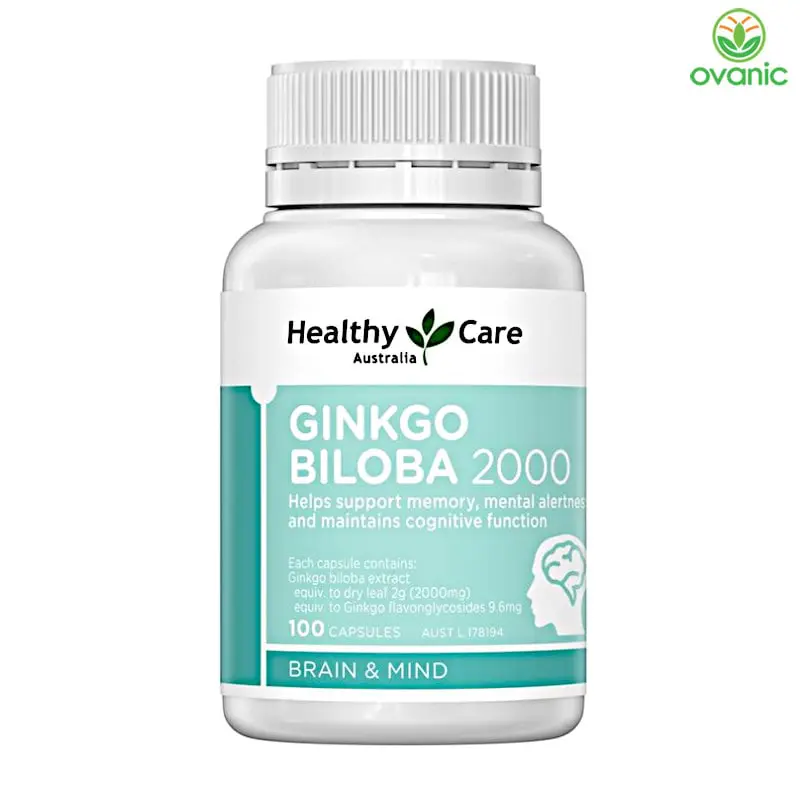 ovanic
Healthy Care
Australia
GINKGO
BILOBA 2000
Helps support memory, mental alertness
and maintains cognitive function
Each capsule contains:
Ginkgo biloba extract
equiv. to dry leaf 2g (2000mg)
equiv. to Ginkgo flavonglycosides 9.6mg
100 CAPSULES AUST L 178194
BRAIN & MIND